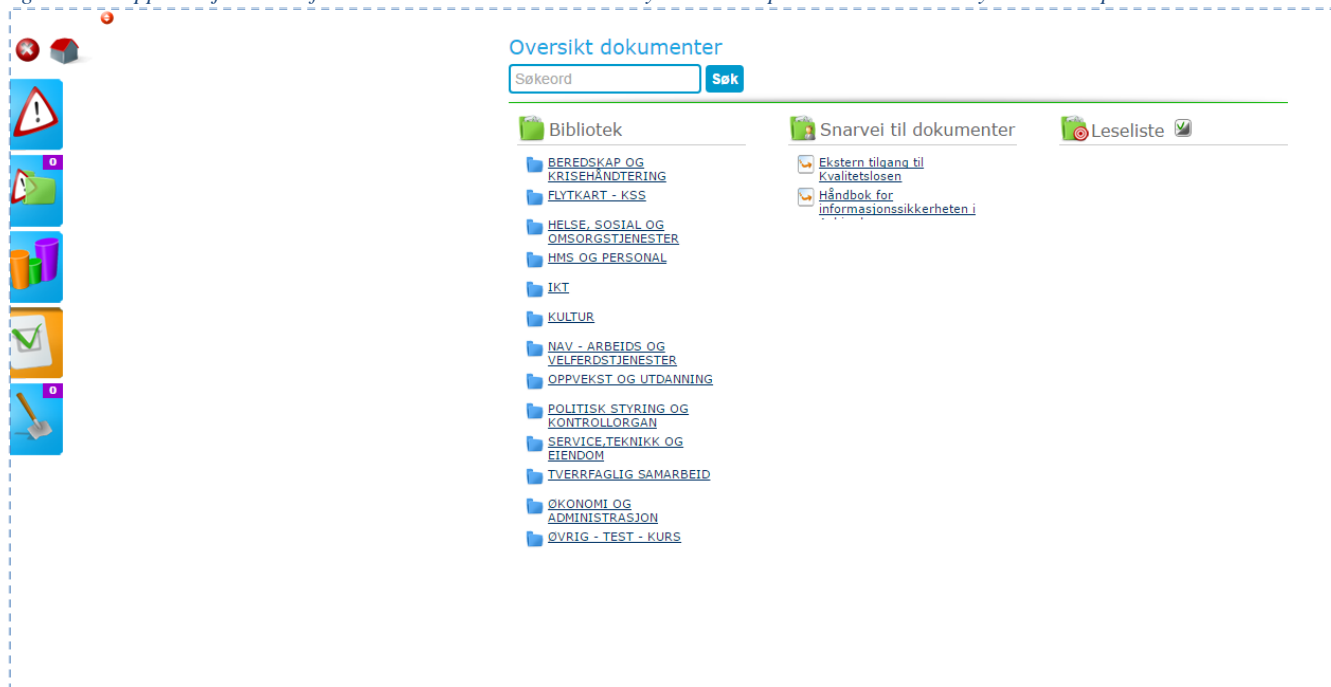 Oversikt dokumenter
Søkeord
Søk
Bibliotek
BEREDSKAP OG
KRISEHÅNDTERING
FLYTKART - KSS
HELSE, SOSIAL OG
OMSORGSTJENESTER
HMS OG PERSONAL
IKT
KULTUR
NAV - ARBEIDS OG
VELFERDSTJENESTER
OPPVEKST OG UTDANNING
POLITISK STYRING OG
KONTROLLORGAN
SERVICE,TEKNIKK OG
EIENDOM
TVERRFAGLIG SAMARBEID
ØKONOMI OG
ADMINISTRASJON
ØVRIG - TEST - KURS
Snarvei til dokumenter
Ekstern tilgang til
Kvalitetslosen
Håndbok for
informasjonssikkerheten i
Leseliste
0
0